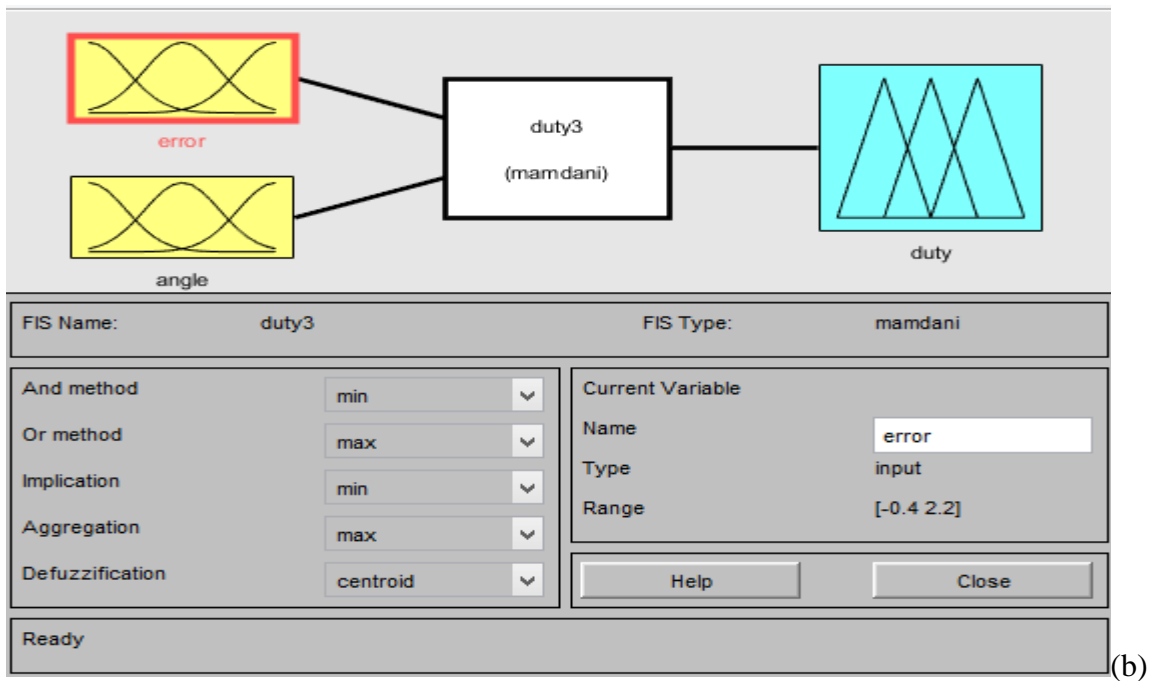 error
duty3
(mamdani)
angle
duty
FIS Name: duty3 FIS Type: mamdani
And method min
Or method max
Implication min
Aggregation max
Defuzzification centroid
Current Variable
Name error
Type input
Range [-0.4 2.2]
Help Close
Ready
(b)